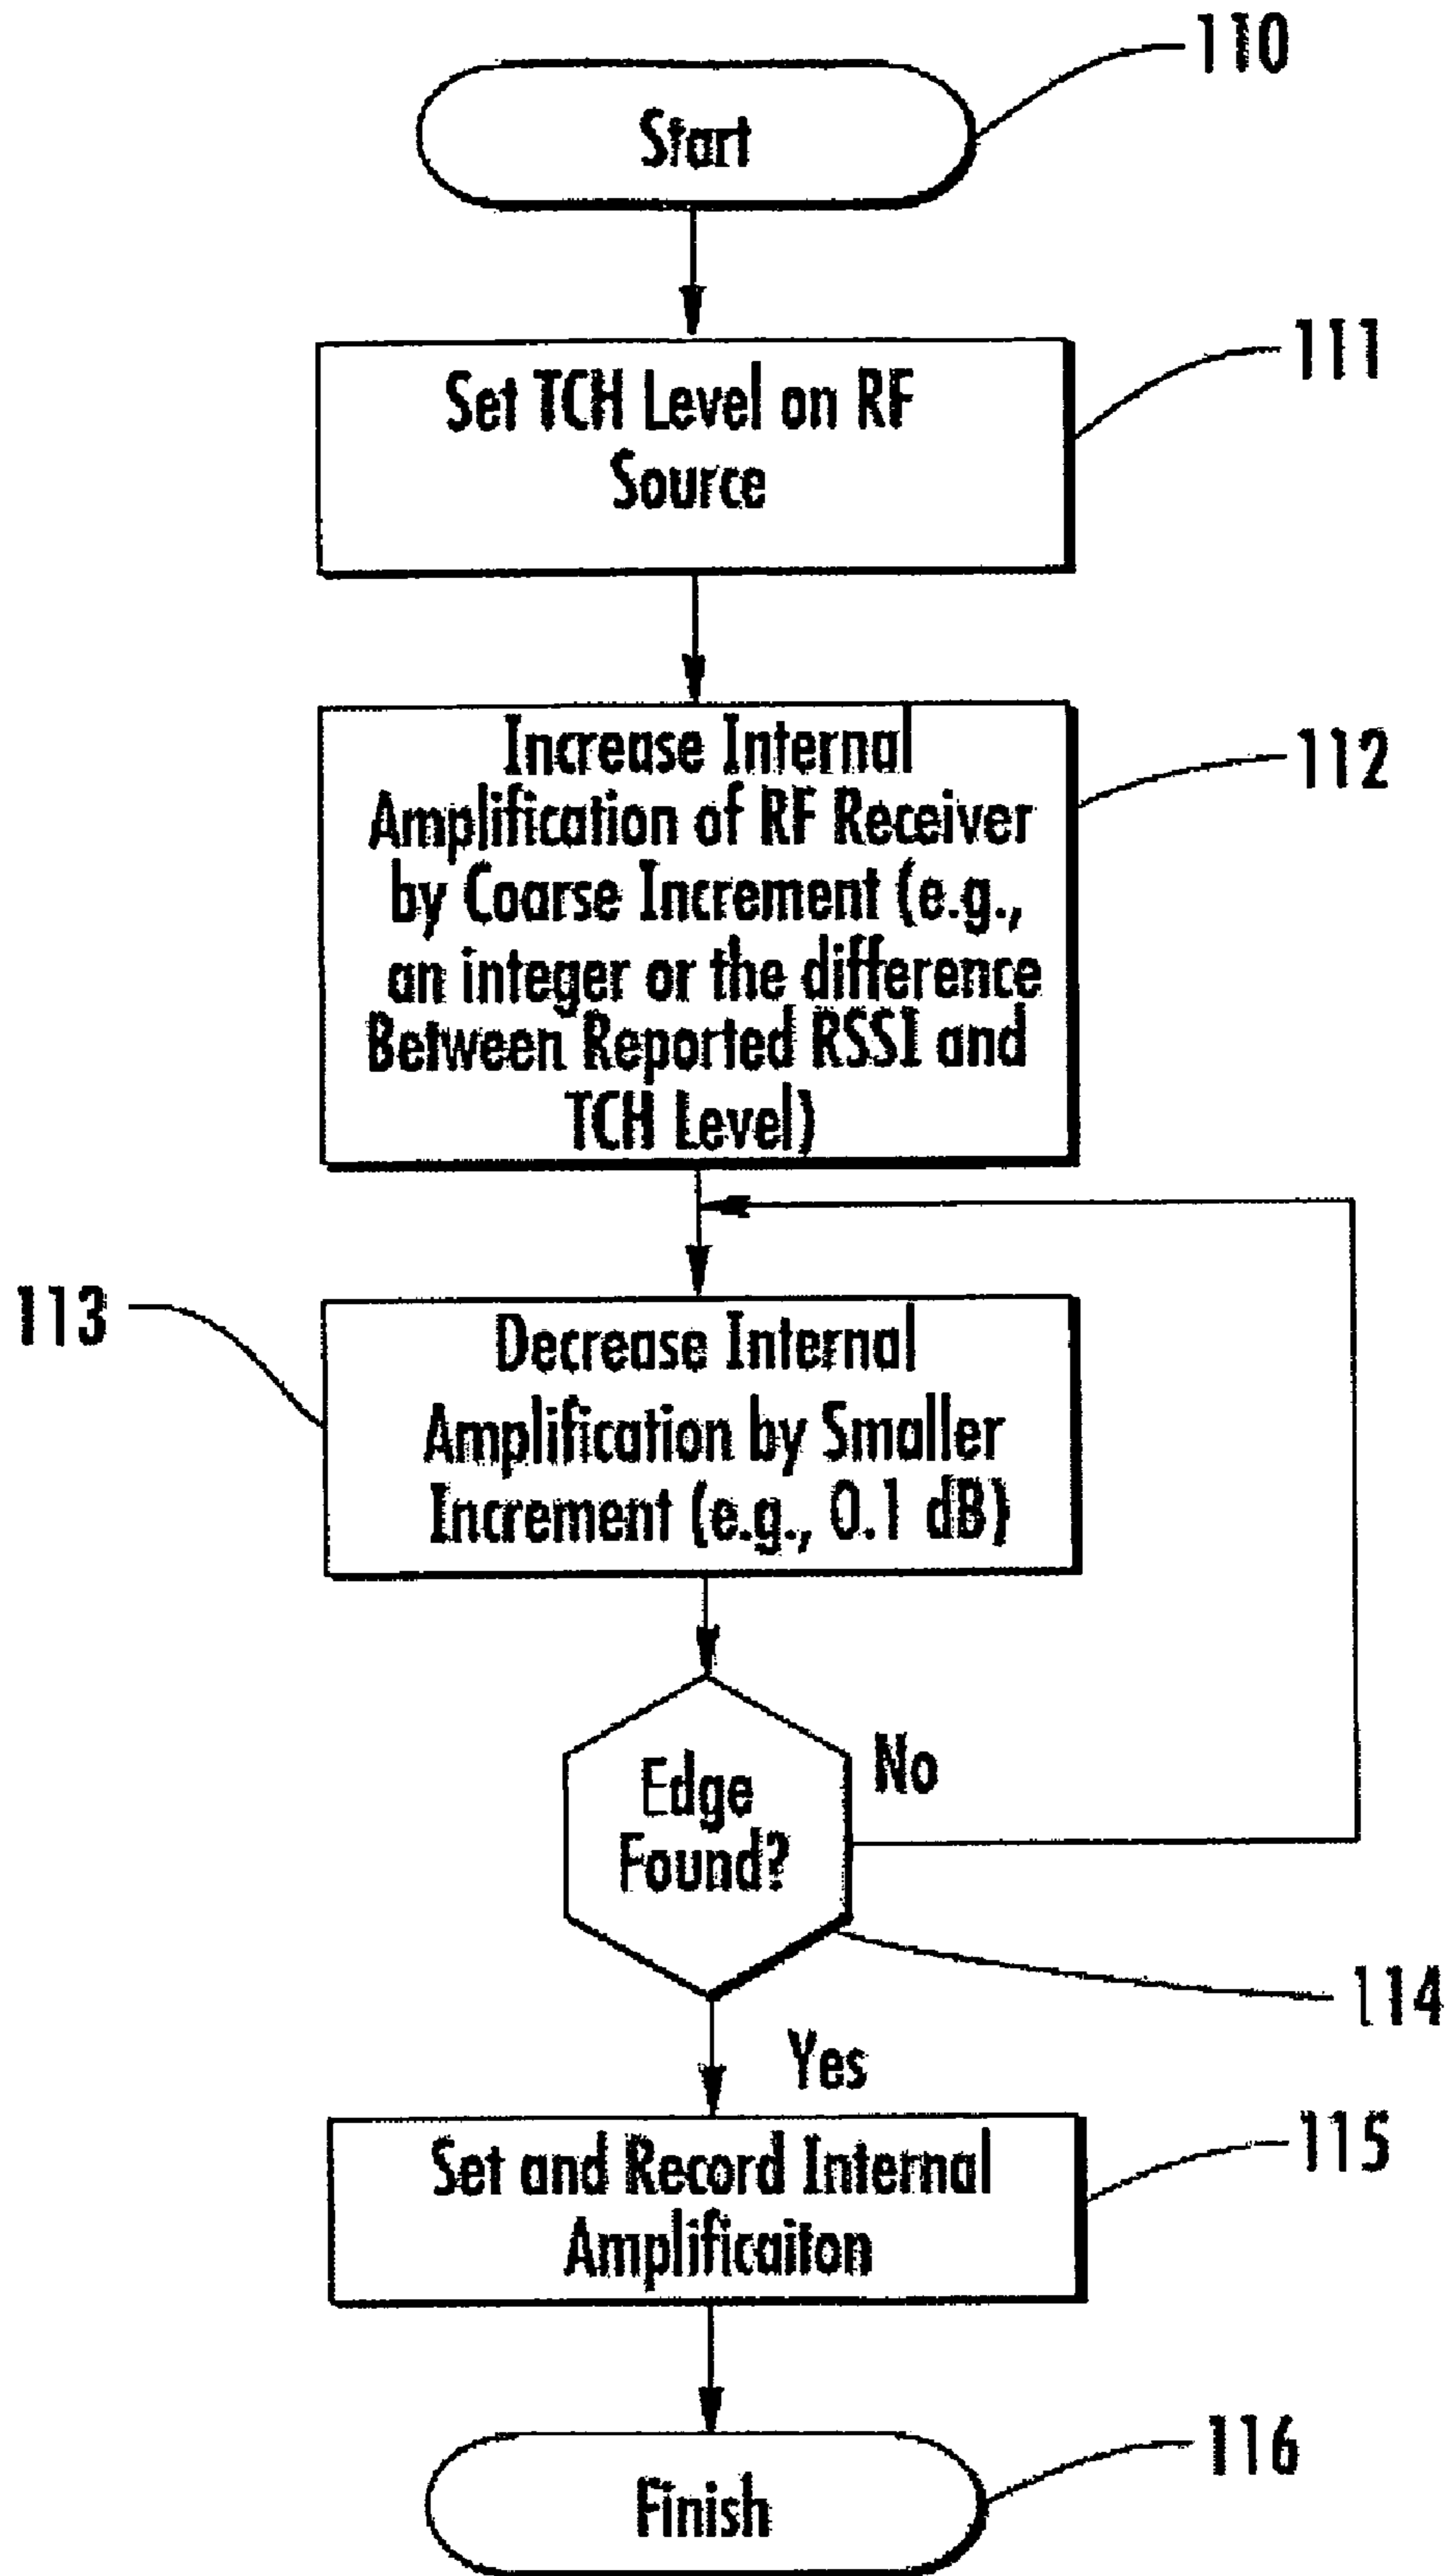 110
Start
111
Set TCH Level on RF
Source
112
Increase Internal
Amplification of RF Receiver
by Coarse Increment (e.g.,
an integer or the difference
Between Reported RSSI and
TCH Level)
113
Decrease Internal
Amplification by Smaller
Increment (e.g., 0.1 dB)
Edge
Found?
No
114
Yes
115
Set and Record Internal
Amplificaiton
116
Finish